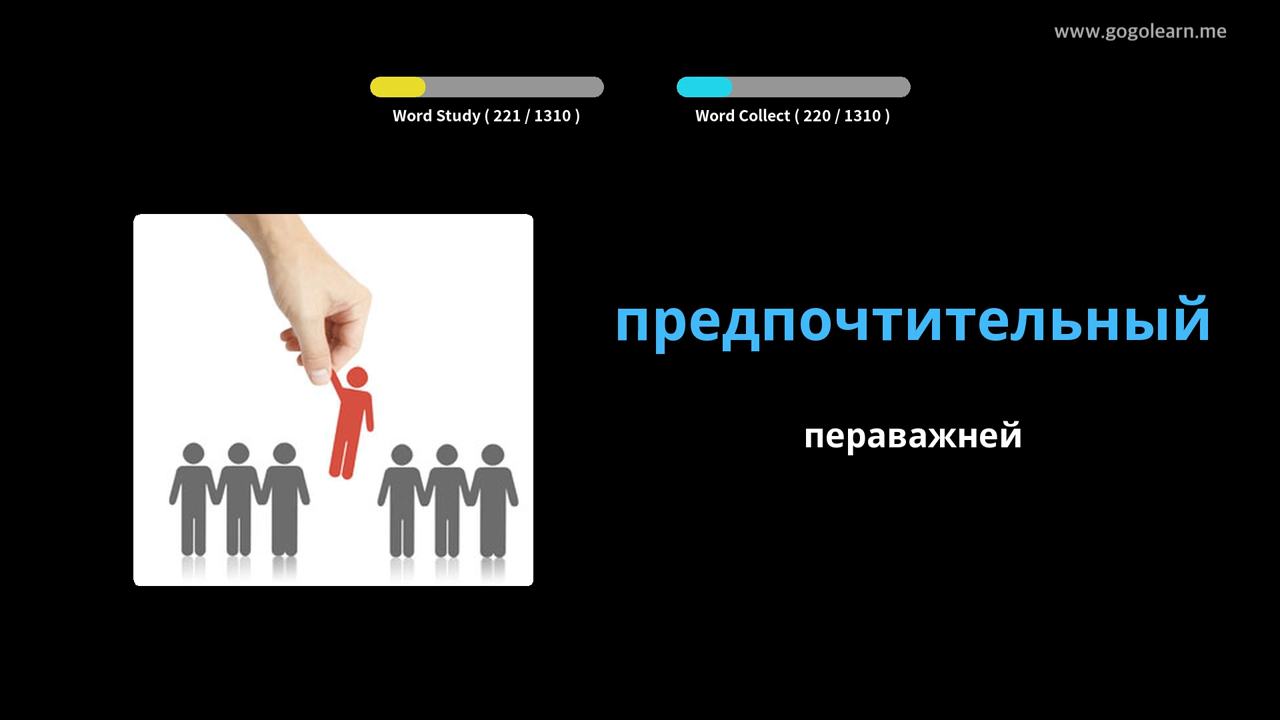 www.gogolearn.me
Word Study ( 221 / 1310 )
Word Collect ( 220 / 1310 )
предпочтительный
пераважней